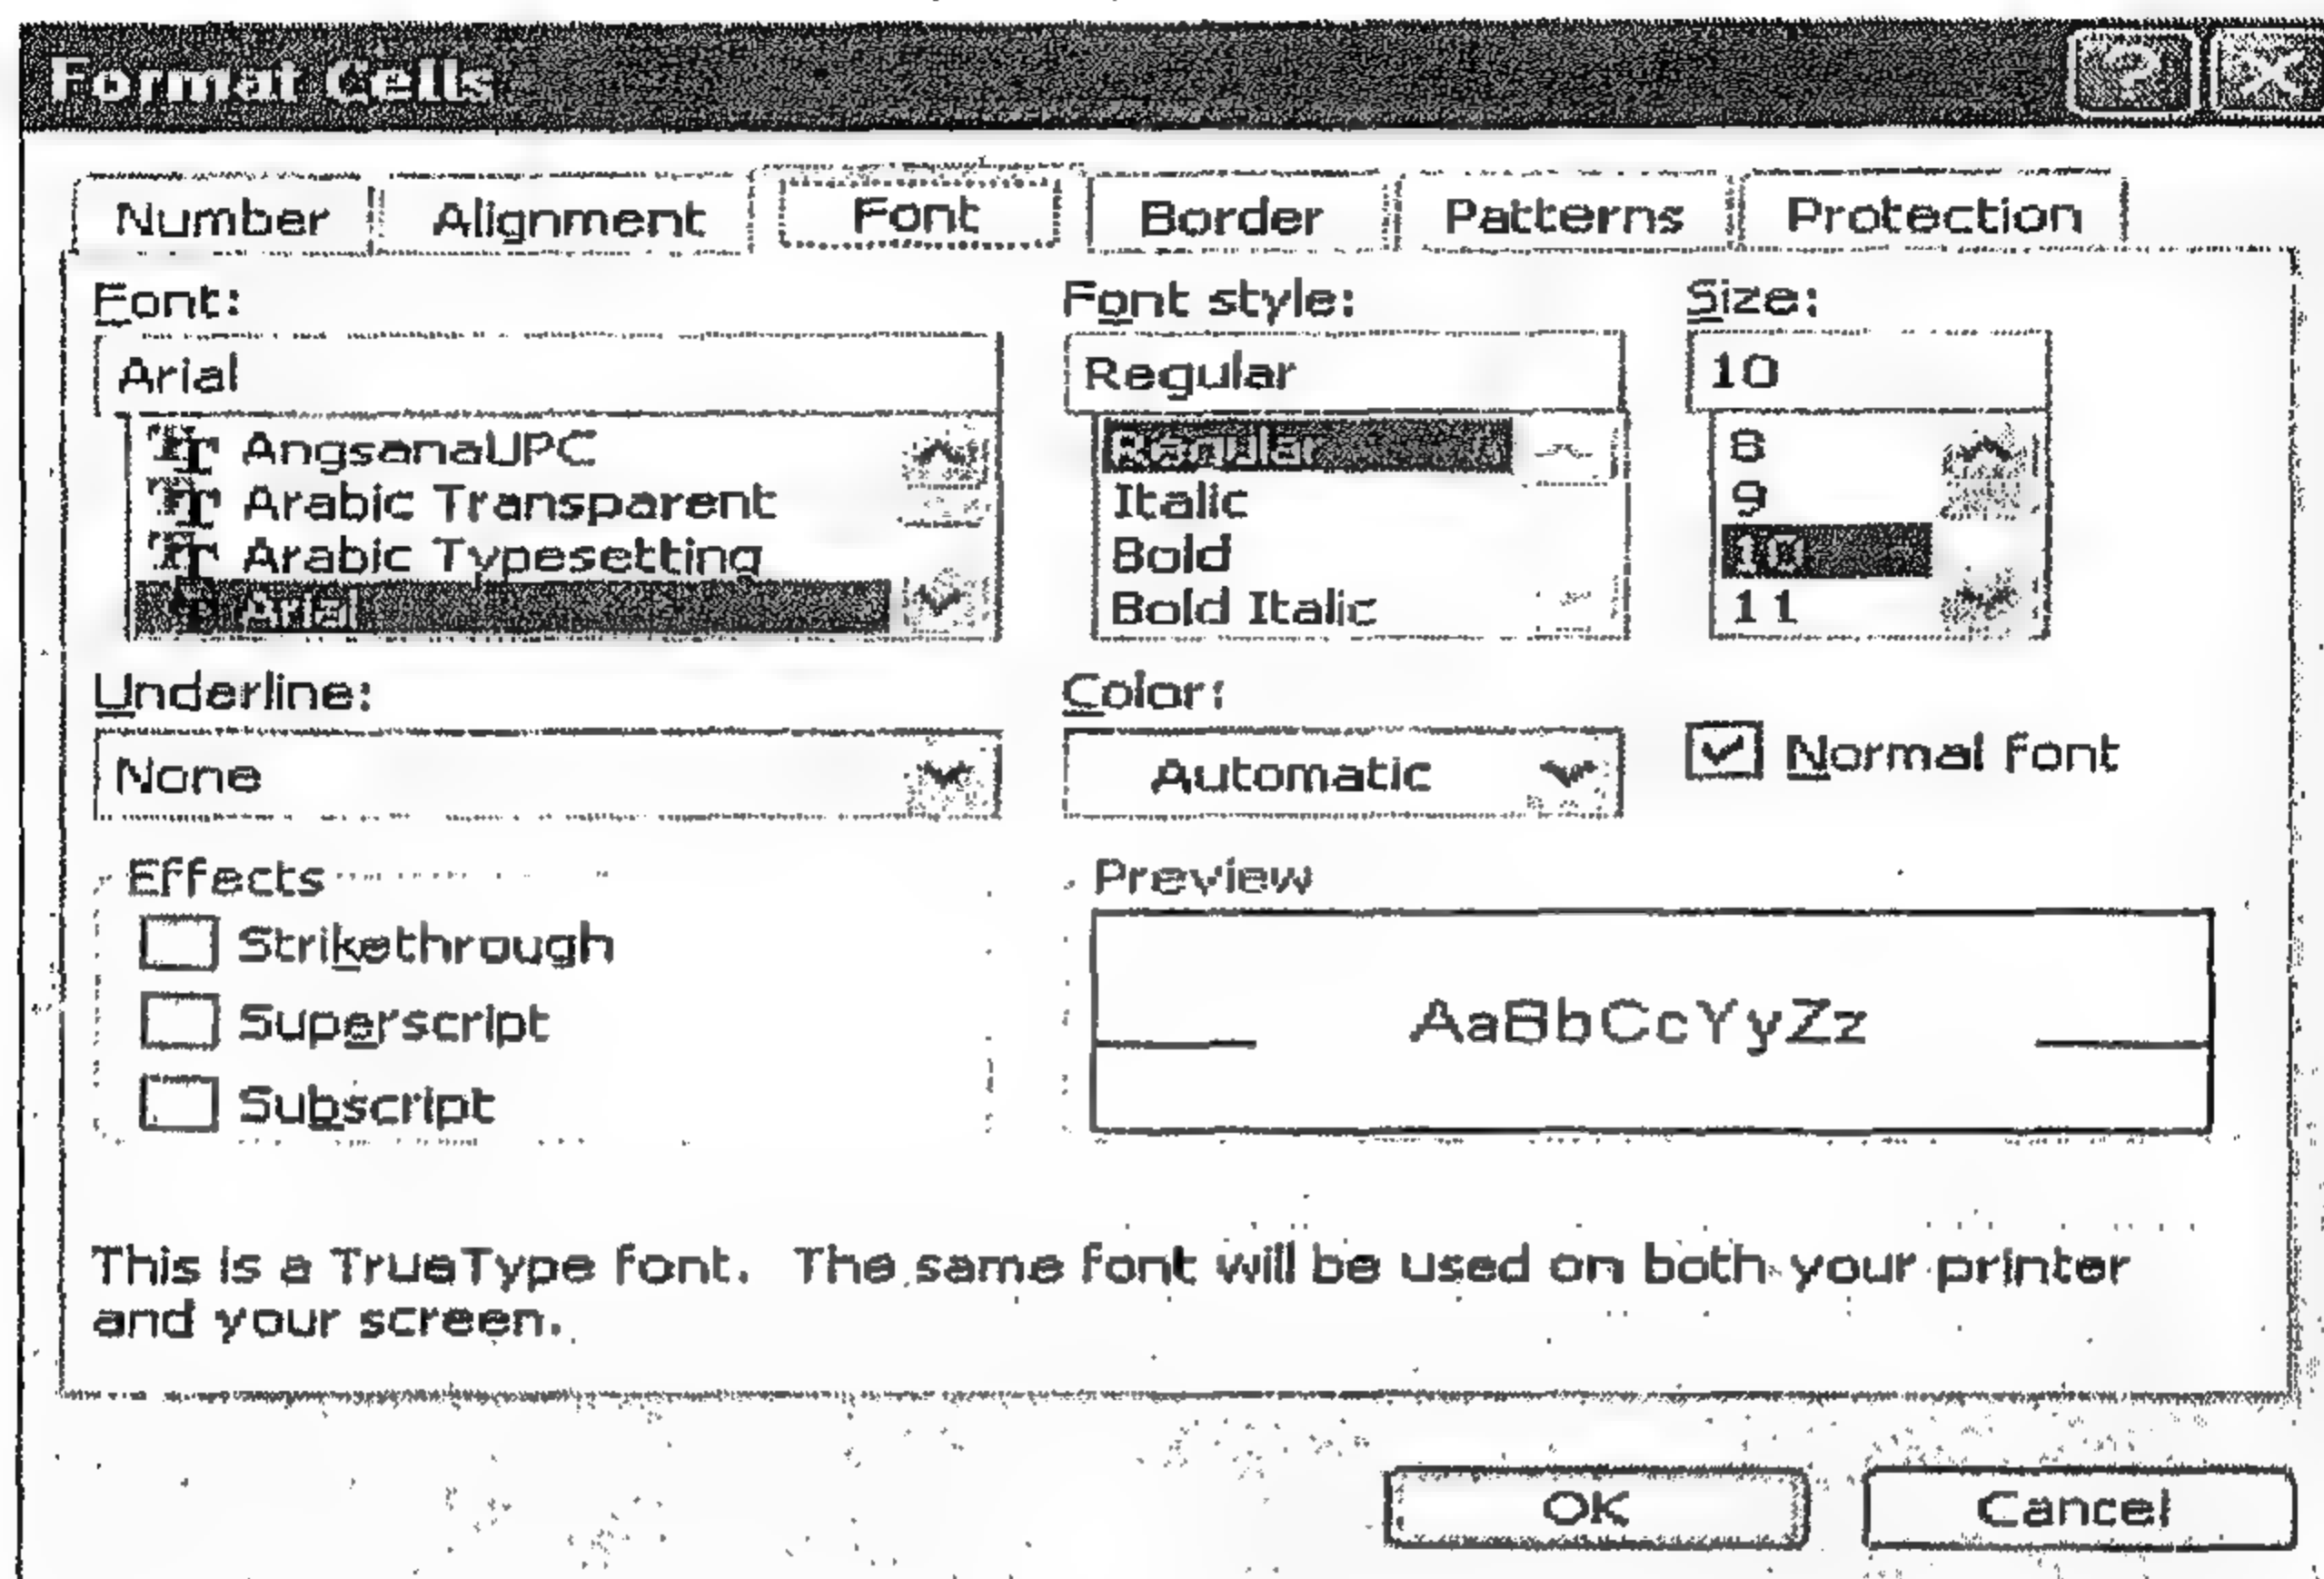 Format Cells
Number Alignment Font Border Patterns Protection
Font: Font style: Size:
Arial Regular 10
AngsanaUPC Regular 8
Arabic Transparent Italic 9
Arabic Typesetting Bold 10
Arial Bold Italic 11
Underline: Color:
None Automatic Normal font
Effects Preview
Strikethrough
Superscript AaBbCcYyZz
Subscript
This is a TrueType font. The same font will be used on both your printer
and your screen.
OK Cancel